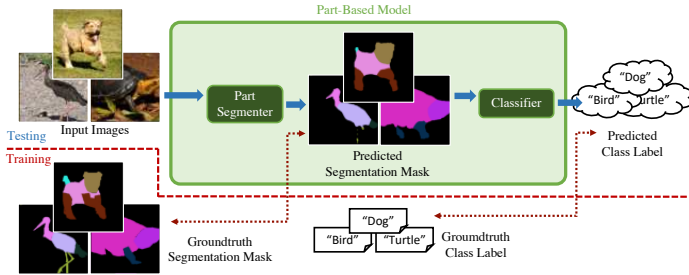 Part-Based Model
Part
Segmenter
Classifier
"Dog"
"Bird"
"Turtle"
Input Images
Predicted
Segmentation Mask
Predicted
Class Label
Testing
Training
Groundtruth
Segmentation Mask
"Dog"
"Bird"
"Turtle"
Groumdtruth
Class Label